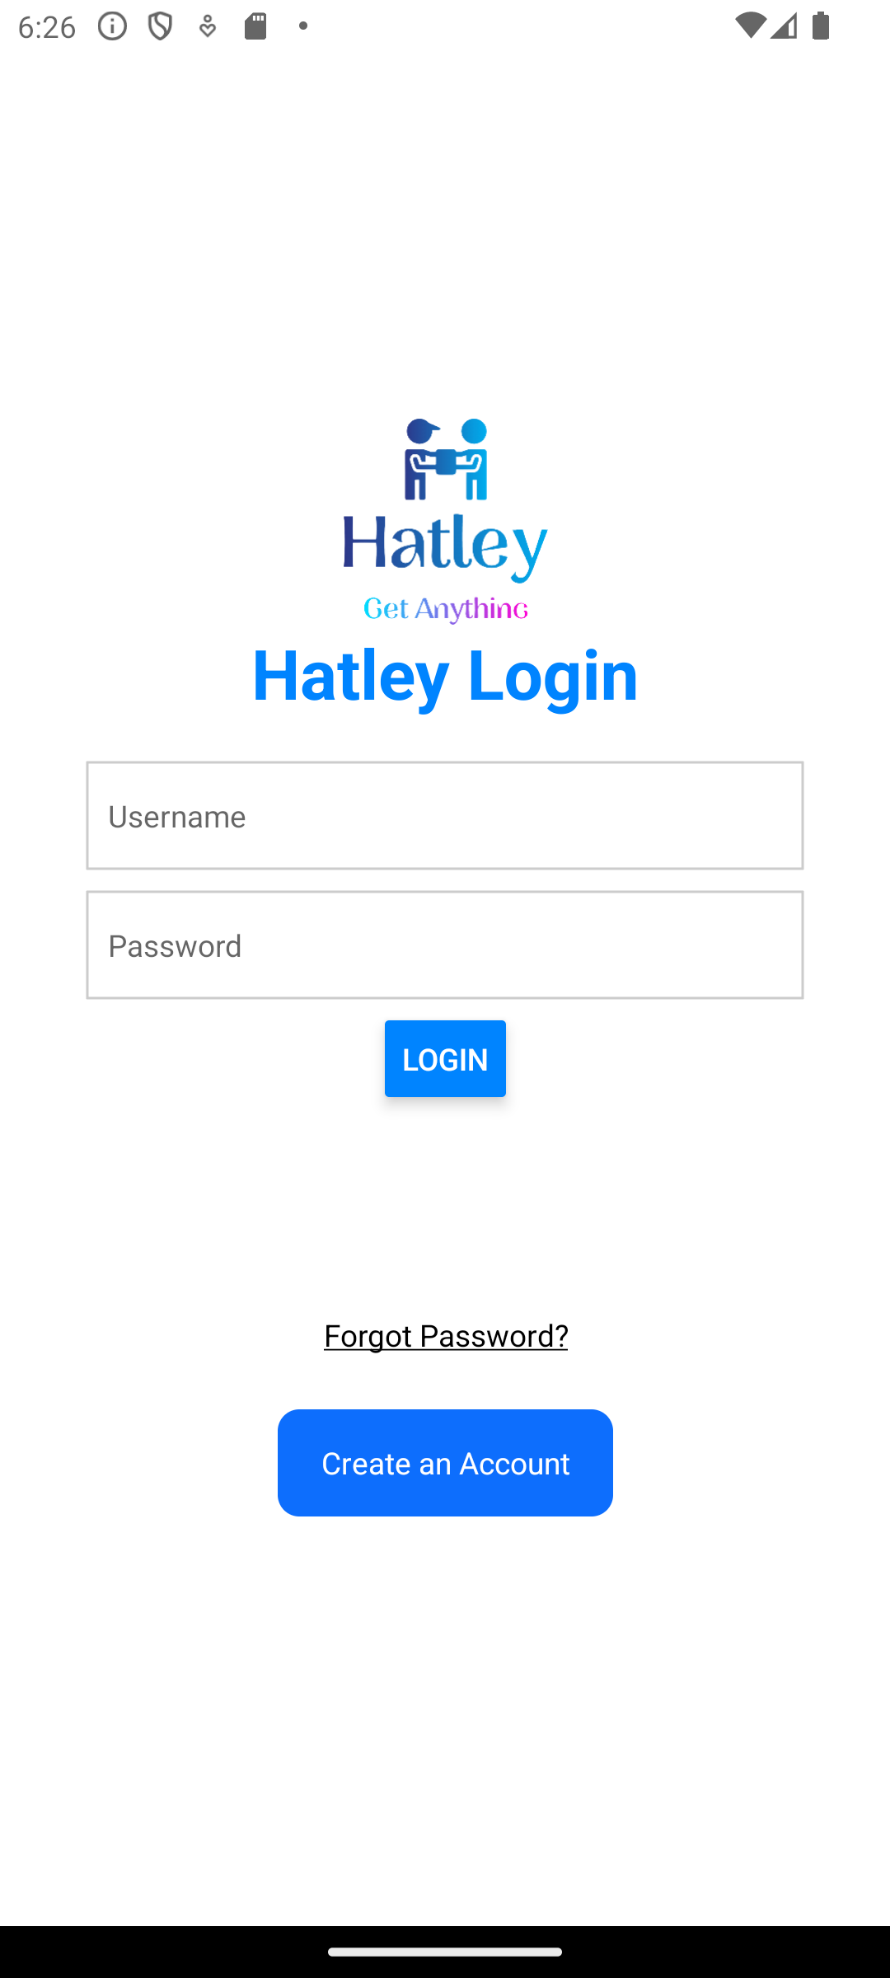 6:26
Hatley
Get Anything
Hatley Login
Username
Password
LOGIN
Forgot Password?
Create an Account